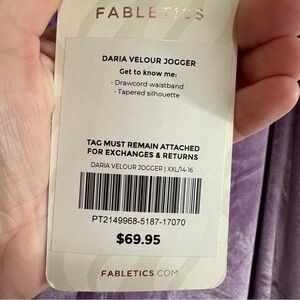 FABLETICS
DARIA VELOUR JOGGER
Get to know me:
- Drawcord waistband
- Tapered silhouette
TAG MUST REMAIN ATTACHED
FOR EXCHANGES & RETURNS
DARIA VELOUR JOGGER | XXL/14-16
PT2149968-5187-17070
$69.95
FABLETICS.COM